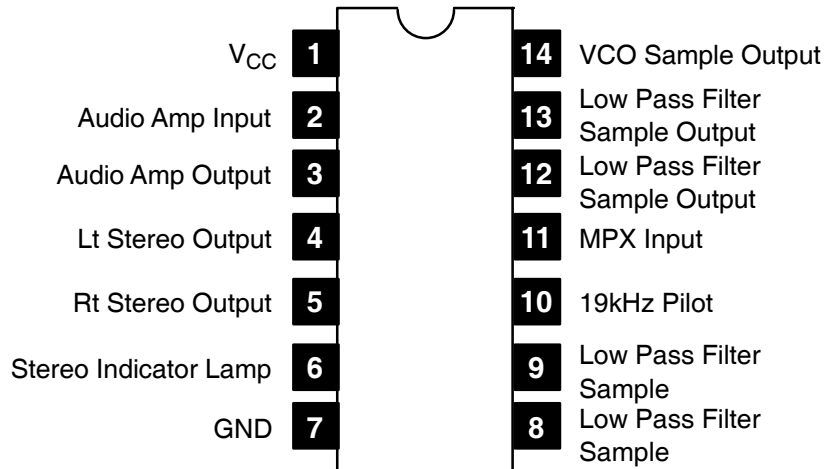 V_CC 1
Audio Amp Input 2
Audio Amp Output 3
Lt Stereo Output 4
Rt Stereo Output 5
Stereo Indicator Lamp 6
GND 7
14 VCO Sample Output
13 Low Pass Filter
Sample Output
12 Low Pass Filter
Sample Output
11 MPX Input
10 19kHz Pilot
9 Low Pass Filter
Sample
8 Low Pass Filter
Sample